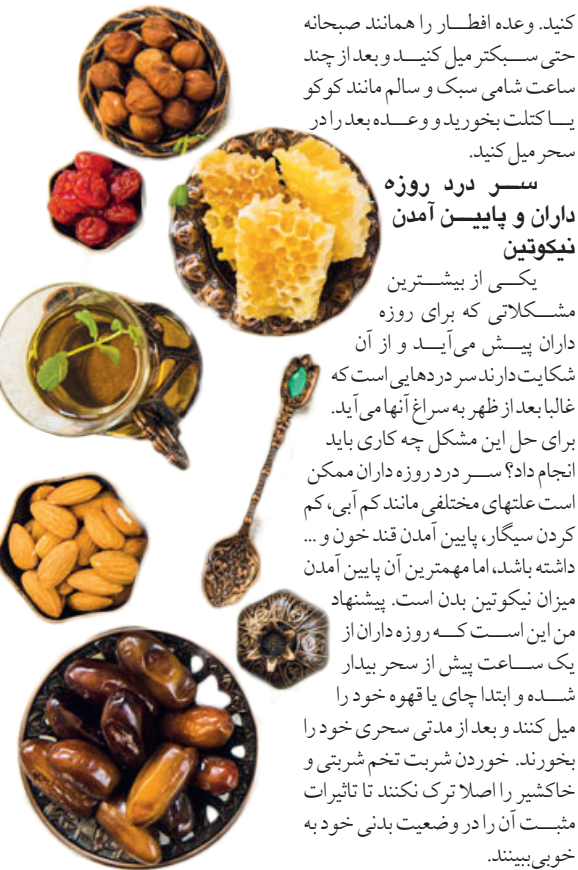 کنید. وعده افطــار را همانند صبحانه
حتی ســبکتر میل کنیــد و بعد از چند
ساعت شامی سبک و سالم مانند کوکو
یــا کتلت بخورید و وعــده بعد را در
سحر میل کنید.
ســر درد روزه
داران و پاییــن آمدن
نیکوتین
یکــی از بیشــترین
مشــکلاتی که برای روزه
داران پیــش می‌آیــد و از آن
شکایت دارند سر دردهایی است که
غالبا بعد از ظهر به سراغ آنها می‌آید.
برای حل این مشکل چه کاری باید
انجام داد؟ ســر درد روزه داران ممکن
است علتهای مختلفی مانند کم آبی، کم
کردن سیگار، پایین آمدن قند خون و ...
داشته باشد، اما مهمترین آن پایین آمدن
میزان نیکوتین بدن است. پیشنهاد
من این اســت کــه روزه داران از
یک ســاعت پیش از سحر بیدار
شــده و ابتدا چای یا قهوه خود را
میل کنند و بعد از مدتی سحری خود را
بخورند. خوردن شربت تخم شربتی و
خاکشیر را اصلا ترک نکنند تا تاثیرات
مثبــت آن را در وضعیت بدنی خود به
خوبی ببینند.